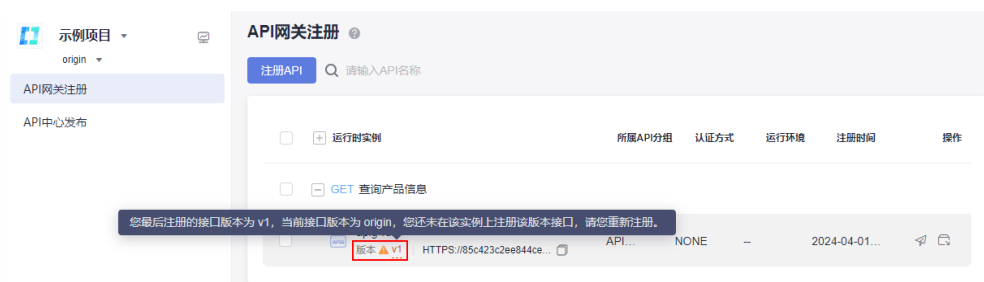 示例项目
origin
API网关注册
API中心发布
API网关注册
注册API 请输入API名称
运行时实例 所属API分组 认证方式 运行环境 注册时间 操作
GET 查询产品信息
您最后注册的接口版本为 v1，当前接口版本为 origin，您还未在该实例上注册该版本接口，请您重新注册。
版本 v1 HTTPS://85c423c2ee844ce... API... NONE -- 2024-04-01...